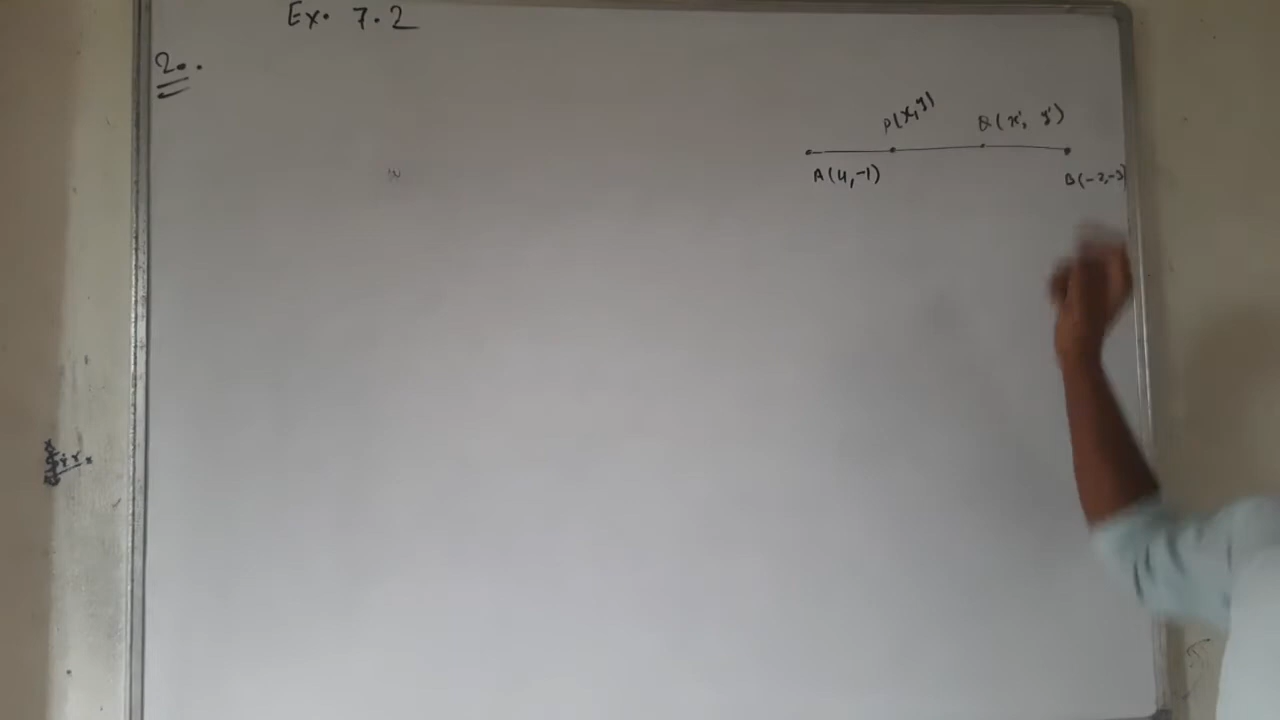 Ex. 7.2
2.
P(x,y) Q(x', y')
A(4,-1) B(-2,-3)